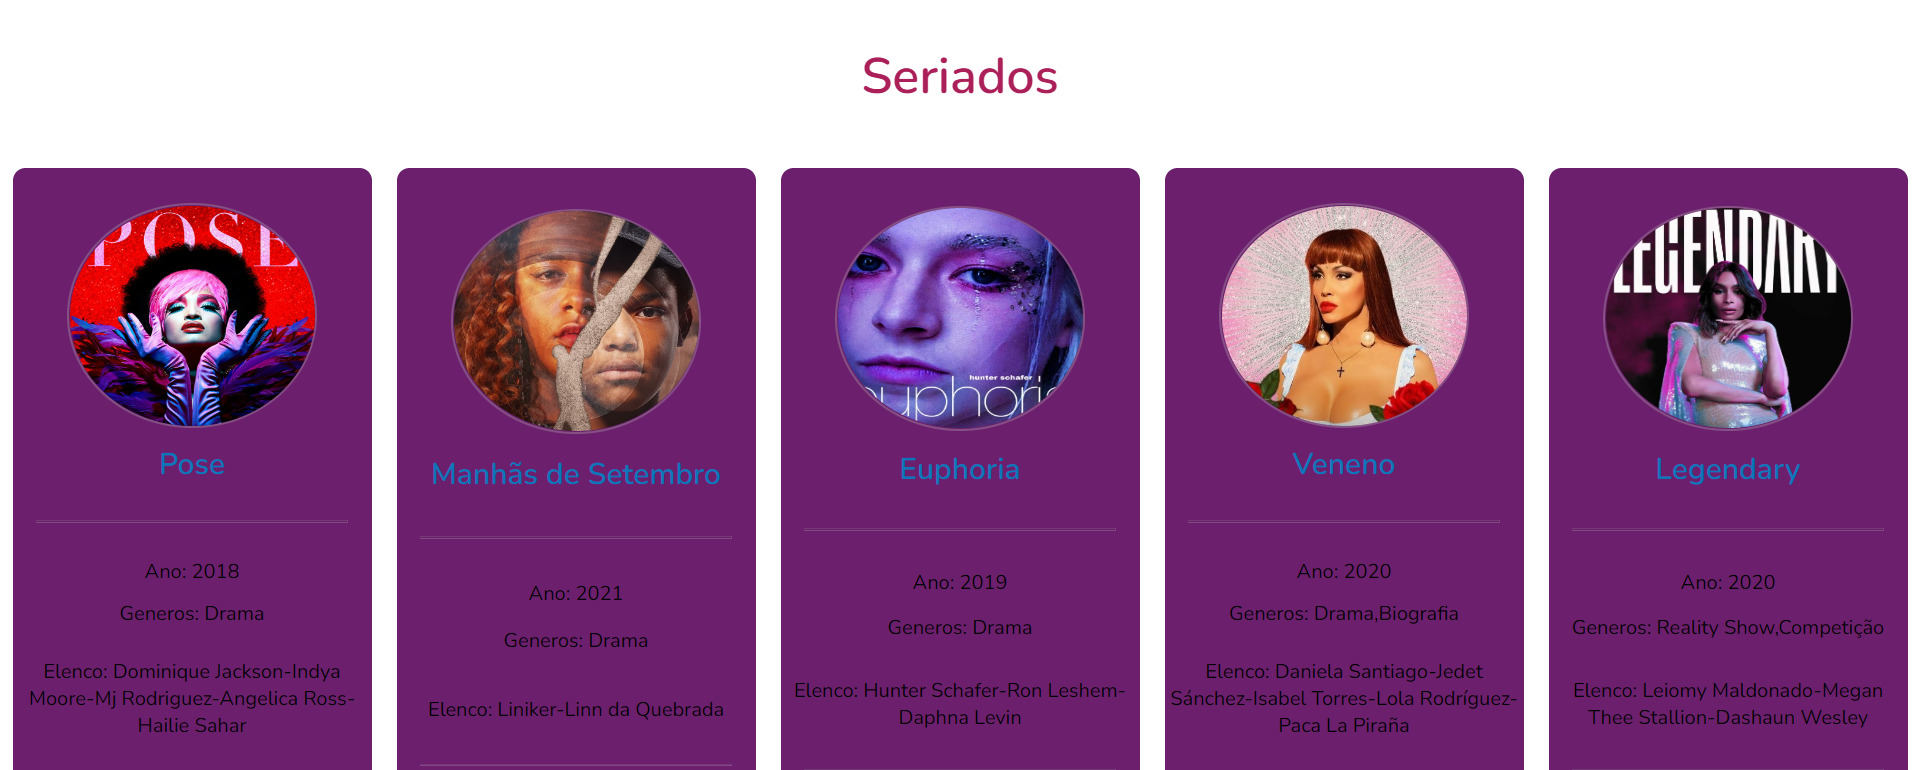 Seriados
POSE
Pose
Ano: 2018
Generos: Drama
Elenco: Dominique Jackson-Indya
Moore-Mj Rodriguez-Angelica Ross-
Hailie Sahar
Manhãs de Setembro
Ano: 2021
Generos: Drama
Elenco: Liniker-Linn da Quebrada
hunter schafer
euphoria
Euphoria
Ano: 2019
Generos: Drama
Elenco: Hunter Schafer-Ron Leshem-
Daphna Levin
Veneno
Ano: 2020
Generos: Drama,Biografia
Elenco: Daniela Santiago-Jedet
Sánchez-Isabel Torres-Lola Rodríguez-
Paca La Piraña
LEGENDARY
Legendary
Ano: 2020
Generos: Reality Show,Competição
Elenco: Leiomy Maldonado-Megan
Thee Stallion-Dashaun Wesley